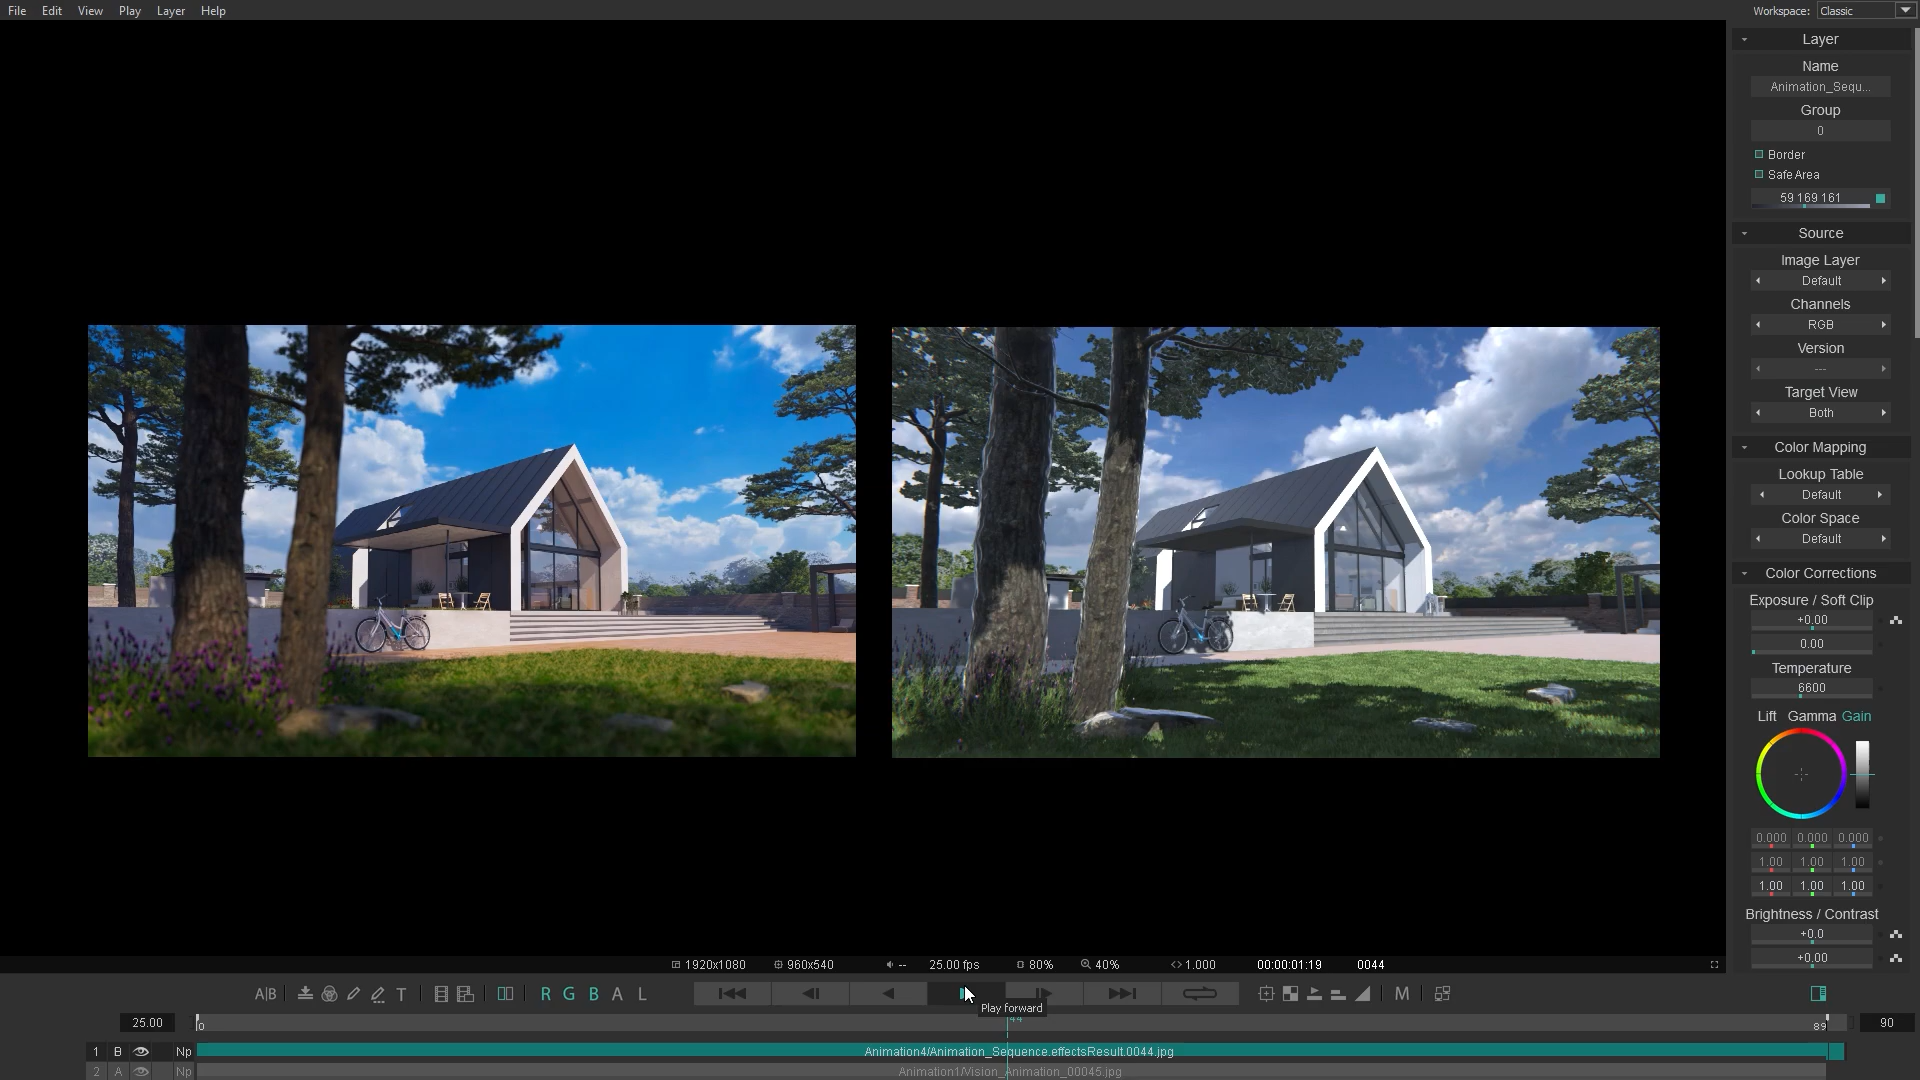 File Edit View Play Layer Help
Workspace: Classic
Layer
Name
Animation_Sequ...
Group
0
Border
Safe Area
59 169 161
Source
Image Layer
Default
Channels
RGB
Version
---
Target View
Both
Color Mapping
Lookup Table
Default
Color Space
Default
Color Corrections
Exposure / Soft Clip
+0.00
0.00
Temperature
6600
Lift Gamma Gain
0.000 0.000 0.000
1.00 1.00 1.00
1.00 1.00 1.00
Brightness / Contrast
+0.0
+0.00
1920x1080 960x540 -- 25.00 fps 80% 40% <> 1.000 00:00:01:19 0044
A|B T R G B A L M
Play forward
25.00 0 44 89 90
1 B Np Animation4/Animation_Sequence.effectsResult.0044.jpg
2 A Np Animation1/Vision_Animation_00045.jpg